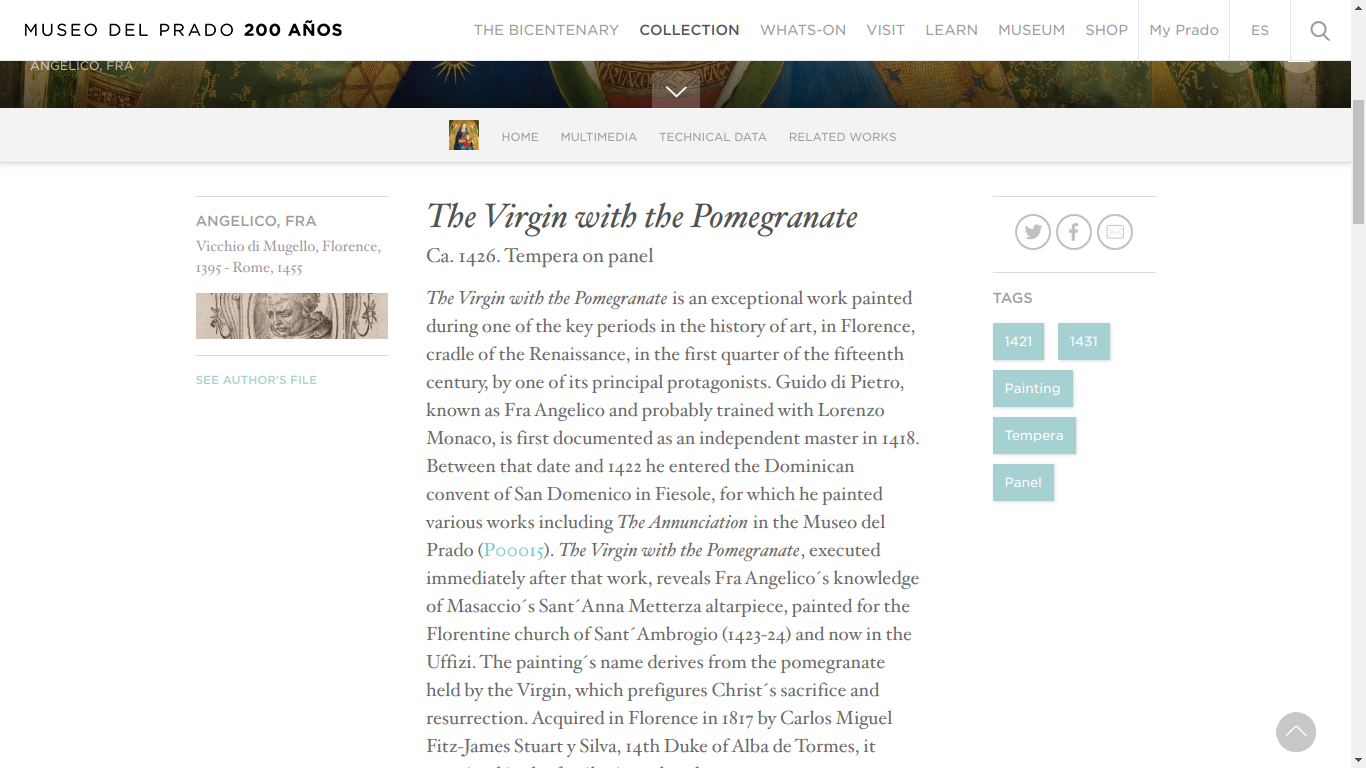 MUSEO DEL PRADO 200 AÑOS
THE BICENTENARY COLLECTION WHATS-ON VISIT LEARN MUSEUM SHOP My Prado ES
ANGELICO, FRA
HOME MULTIMEDIA TECHNICAL DATA RELATED WORKS
ANGELICO, FRA
Vicchio di Mugello, Florence,
1395 - Rome, 1455
SEE AUTHOR'S FILE
The Virgin with the Pomegranate
Ca. 1426. Tempera on panel
The Virgin with the Pomegranate is an exceptional work painted
during one of the key periods in the history of art, in Florence,
cradle of the Renaissance, in the first quarter of the fifteenth
century, by one of its principal protagonists. Guido di Pietro,
known as Fra Angelico and probably trained with Lorenzo
Monaco, is first documented as an independent master in 1418.
Between that date and 1422 he entered the Dominican
convent of San Domenico in Fiesole, for which he painted
various works including The Annunciation in the Museo del
Prado (P00015). The Virgin with the Pomegranate, executed
immediately after that work, reveals Fra Angelico´s knowledge
of Masaccio´s Sant´Anna Metterza altarpiece, painted for the
Florentine church of Sant´Ambrogio (1423-24) and now in the
Uffizi. The painting´s name derives from the pomegranate
held by the Virgin, which prefigures Christ´s sacrifice and
resurrection. Acquired in Florence in 1817 by Carlos Miguel
Fitz-James Stuart y Silva, 14th Duke of Alba de Tormes, it
TAGS
1421 1431
Painting
Tempera
Panel